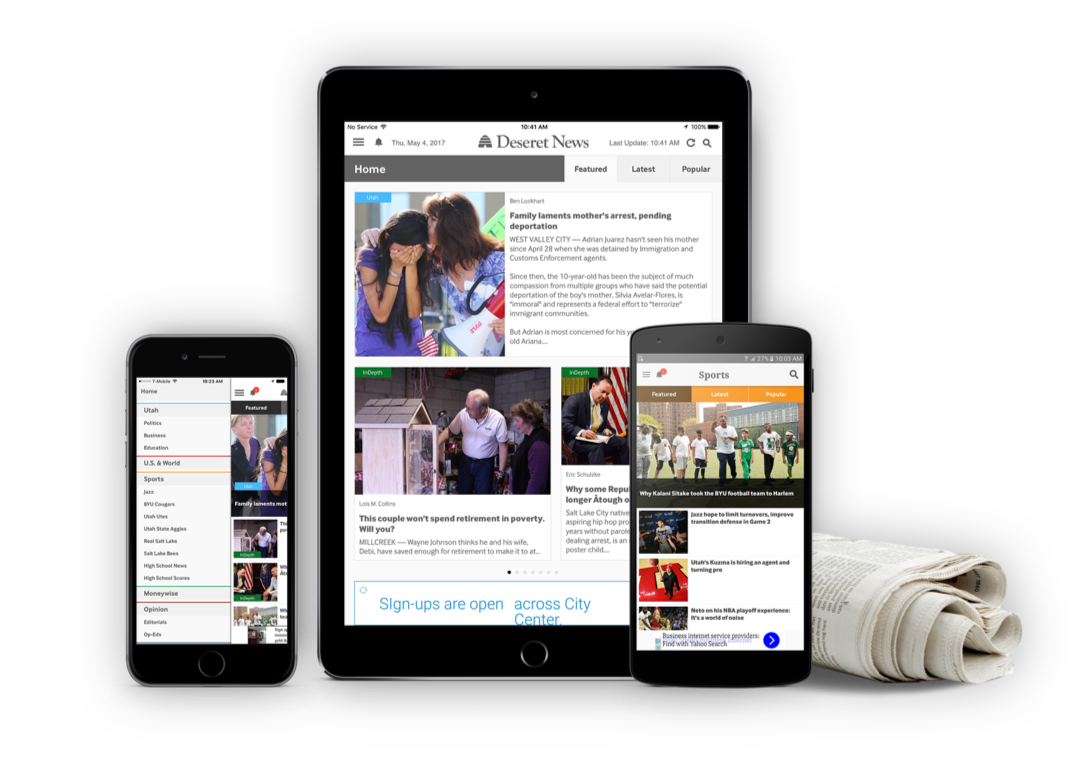 No Service
10:41 AM
100%
Thu, May 4, 2017
Deseret News
Last Update: 10:41 AM
Home
Featured
Latest
Popular
Utah
Ben Lockhart
Family laments mother's arrest, pending
deportation
WEST VALLEY CITY — Adrian Juarez hasn't seen his mother
since April 28 when she was detained by Immigration and
Customs Enforcement agents.
Since then, the 10-year-old has been the subject of much
compassion from multiple groups who have said the potential
deportation of the boy's mother, Silvia Avelar-Flores, is
"immoral" and represents a federal effort to "terrorize"
immigrant communities.
But Adrian is most concerned for his
old Ariana...
InDepth
Lois M. Collins
This couple won't spend retirement in poverty.
Will you?
MILLCREEK — Wayne Johnson thinks he and his wife,
Debi, have saved enough for retirement to make it to at...
InDepth
Eric Schulzke
Why some Repu
longer Ãtough o
Salt Lake City native
aspiring hip hop pro
years without parole
dealing arrest, is an
poster child...
SIgn-ups are open across City
Center.
T-Mobile
10:23 AM
Home
Utah
Politics
Business
Education
U.S. & World
Sports
Jazz
BYU Cougars
Utah Utes
Utah State Aggies
Real Salt Lake
Salt Lake Bees
High School News
High School Scores
Moneywise
Opinion
Editorials
Op-Eds
Featured
Utah
Family laments mot
InDepth
InDepth
27%
10:03 AM
Sports
Featured
Latest
Popular
Why Kalani Sitake took the BYU football team to Harlem
Jazz hope to limit turnovers, improve
transition defense in Game 2
Utah's Kuzma is hiring an agent and
turning pro
Neto on his NBA playoff experience:
It's a world of noise
Business internet service providers:
Find with Yahoo Search